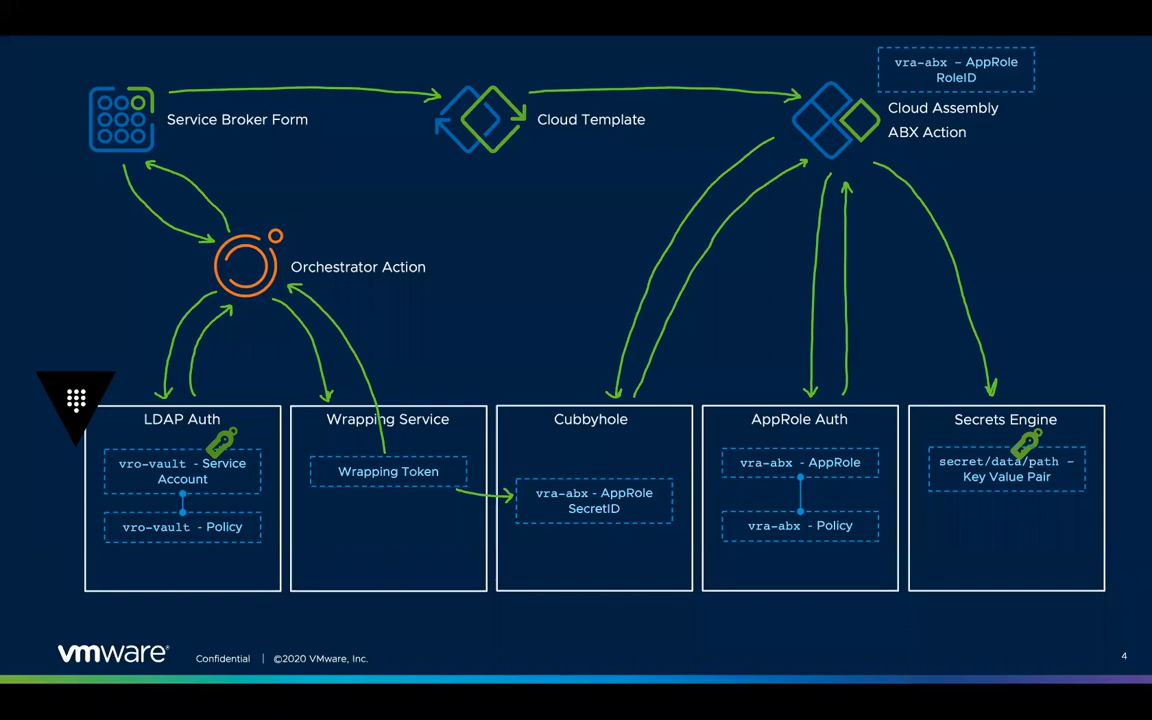 vra-abx – AppRole
RoleID
Service Broker Form
Cloud Template
Cloud Assembly
ABX Action
Orchestrator Action
LDAP Auth
Wrapping Service
Cubbyhole
AppRole Auth
Secrets Engine
vro-vault - Service
Account
vro-vault - Policy
Wrapping Token
vra-abx - AppRole
SecretID
vra-abx - AppRole
vra-abx - Policy
secret/data/path –
Key Value Pair
vmware®
Confidential | ©2020 VMware, Inc.
4